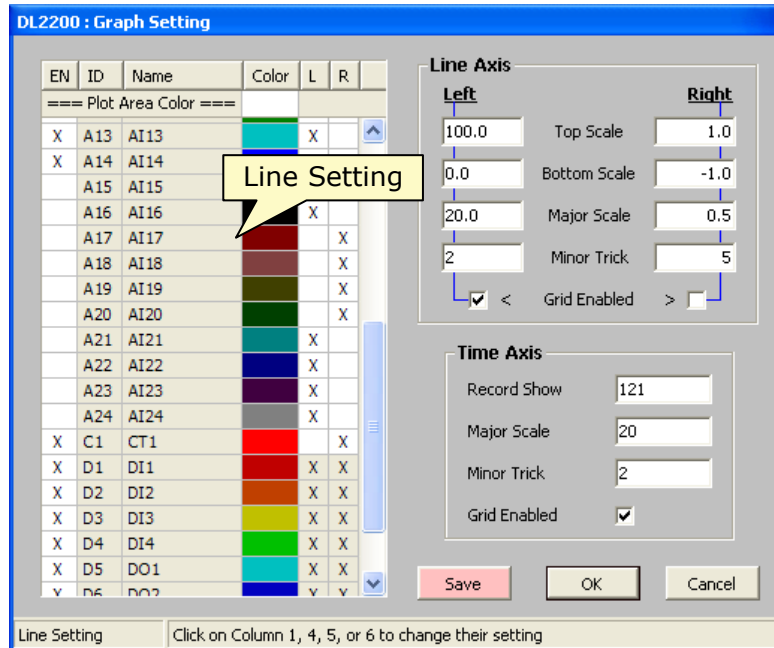 DL2200 : Graph Setting
EN ID Name Color L R
=== Plot Area Color ===
X A13 AI13 X
X A14 AI14
A15 AI15
A16 AI16 X
A17 AI17 X
A18 AI18 X
A19 AI19 X
A20 AI20 X
A21 AI21 X
A22 AI22 X
A23 AI23 X
A24 AI24 X
X C1 CT1 X
X D1 DI1 X X
X D2 DI2 X X
X D3 DI3 X X
X D4 DI4 X X
X D5 DO1 X X
X D6 DO2 X X
Line Setting
Line Axis
Left Right
100.0 Top Scale 1.0
0.0 Bottom Scale -1.0
20.0 Major Scale 0.5
2 Minor Trick 5
< Grid Enabled >
Time Axis
Record Show 121
Major Scale 20
Minor Trick 2
Grid Enabled
Save OK Cancel
Line Setting Click on Column 1, 4, 5, or 6 to change their setting